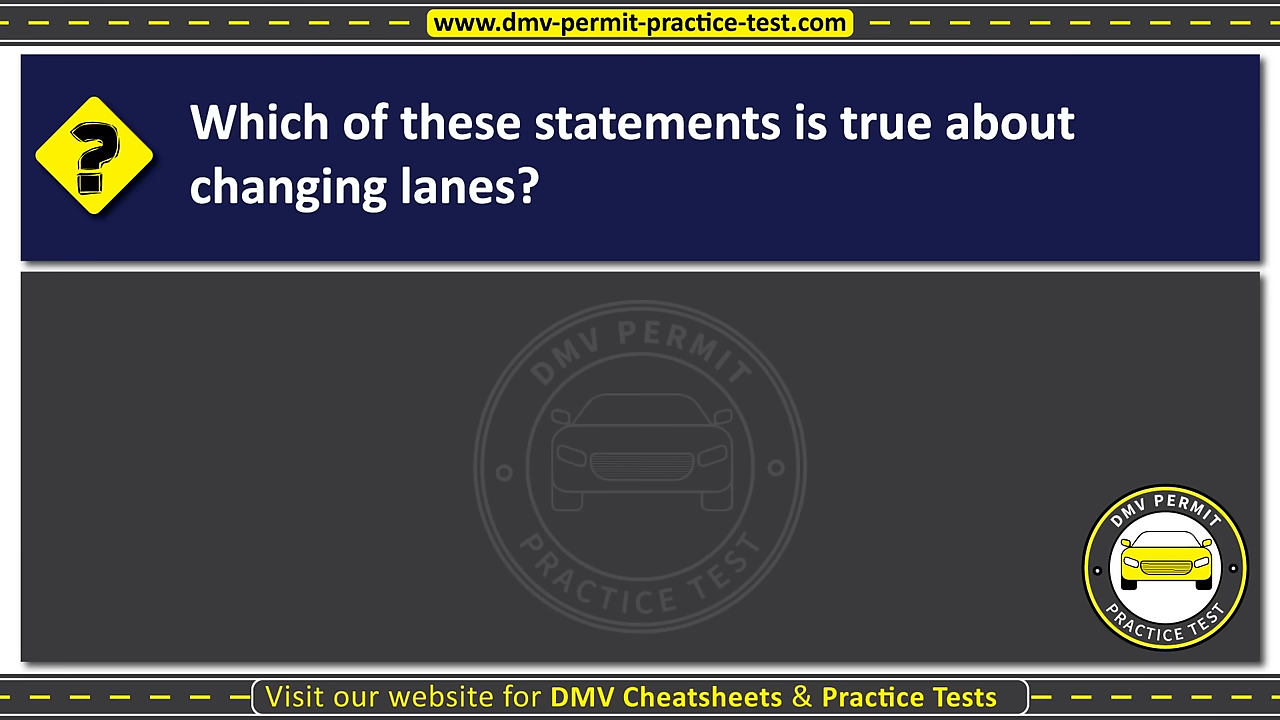 www.dmv-permit-practice-test.com
?
Which of these statements is true about
changing lanes?
DMV PERMIT
PRACTICE TEST
DMV PERMIT
PRACTICE TEST
Visit our website for DMV Cheatsheets & Practice Tests